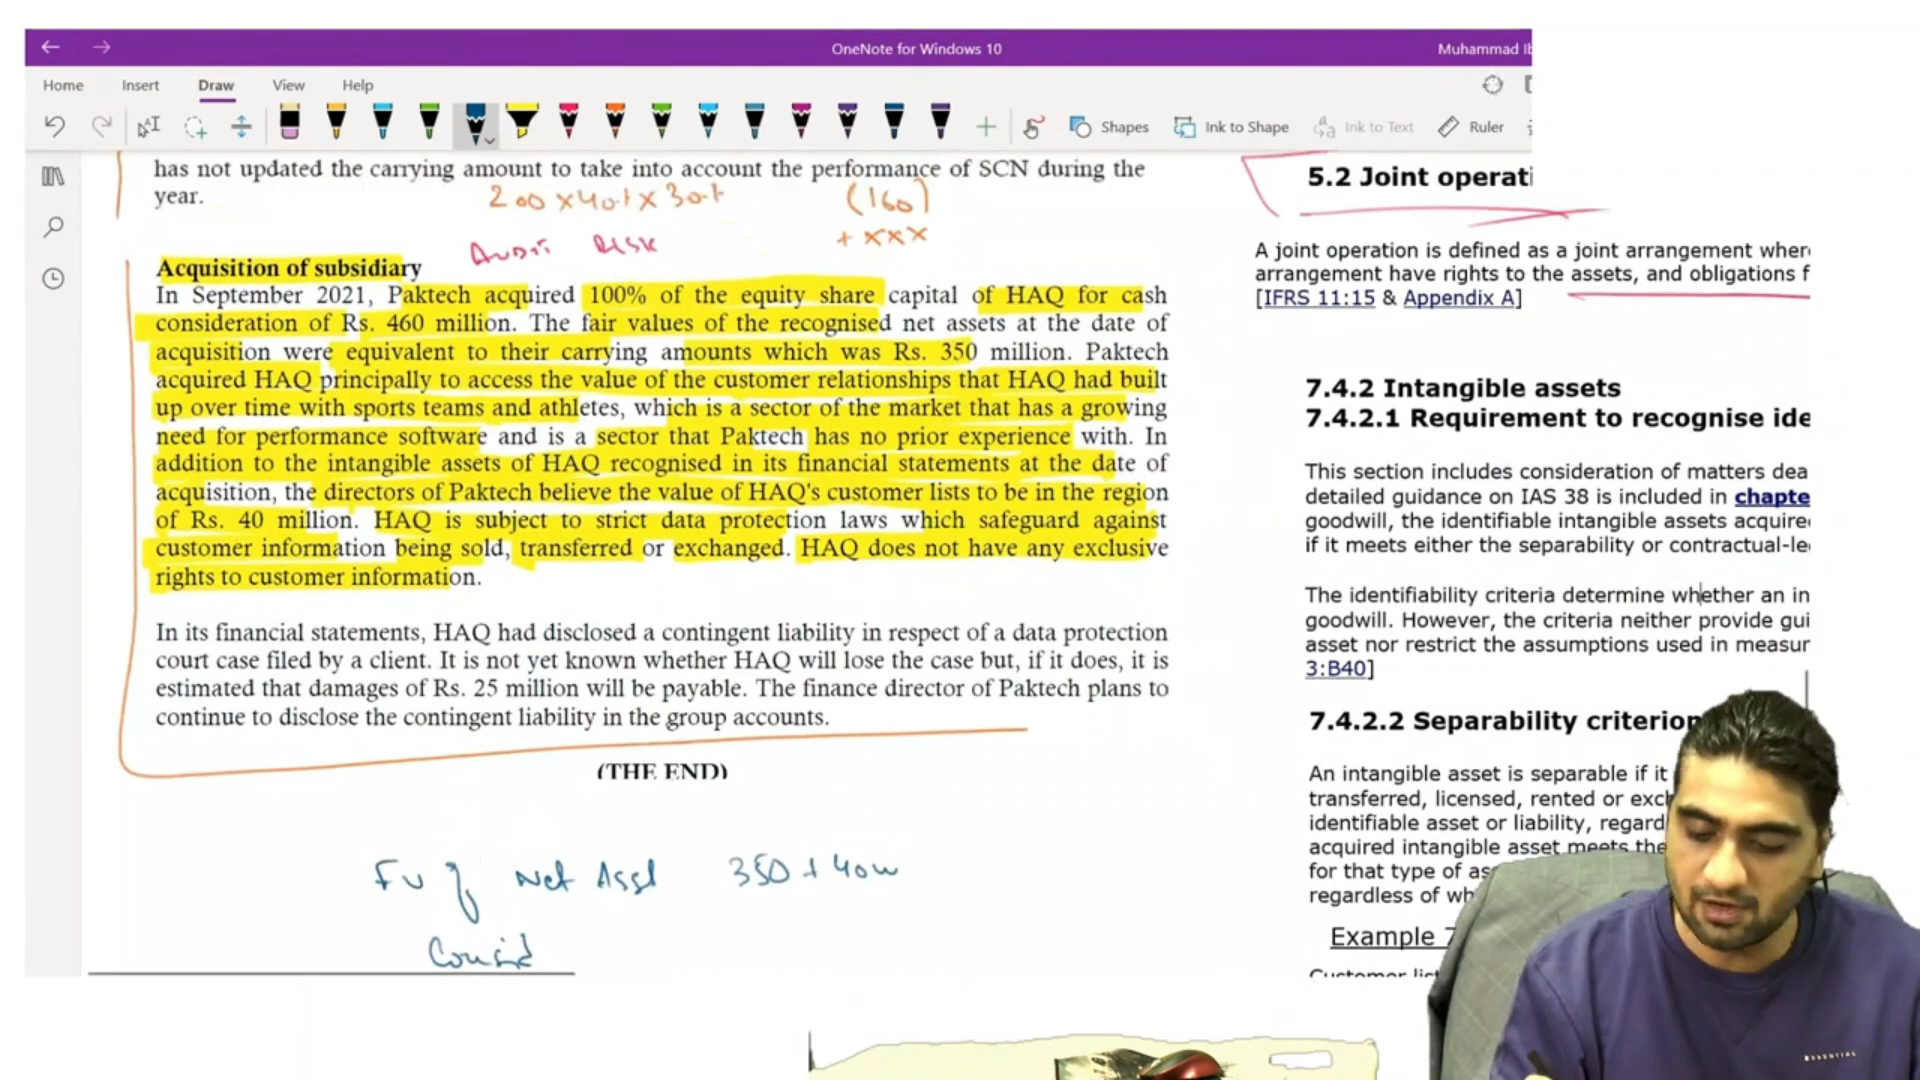 OneNote for Windows 10
Muhammad Ib
Home Insert Draw View Help
Shapes Ink to Shape Ink to Text Ruler
has not updated the carrying amount to take into account the performance of SCN during the
year.
200 x 40% x 30%
(160)
+ xxx
Audit Risk
Acquisition of subsidiary
In September 2021, Paktech acquired 100% of the equity share capital of HAQ for cash
consideration of Rs. 460 million. The fair values of the recognised net assets at the date of
acquisition were equivalent to their carrying amounts which was Rs. 350 million. Paktech
acquired HAQ principally to access the value of the customer relationships that HAQ had built
up over time with sports teams and athletes, which is a sector of the market that has a growing
need for performance software and is a sector that Paktech has no prior experience with. In
addition to the intangible assets of HAQ recognised in its financial statements at the date of
acquisition, the directors of Paktech believe the value of HAQ's customer lists to be in the region
of Rs. 40 million. HAQ is subject to strict data protection laws which safeguard against
customer information being sold, transferred or exchanged. HAQ does not have any exclusive
rights to customer information.
In its financial statements, HAQ had disclosed a contingent liability in respect of a data protection
court case filed by a client. It is not yet known whether HAQ will lose the case but, if it does, it is
estimated that damages of Rs. 25 million will be payable. The finance director of Paktech plans to
continue to disclose the contingent liability in the group accounts.
(THE END)
FV of Net Asset 350 + 40m
Consid
5.2 Joint operati
A joint operation is defined as a joint arrangement wher
arrangement have rights to the assets, and obligations f
[IFRS 11:15 & Appendix A]
7.4.2 Intangible assets
7.4.2.1 Requirement to recognise ide
This section includes consideration of matters dea
detailed guidance on IAS 38 is included in chapte
goodwill, the identifiable intangible assets acquire
if it meets either the separability or contractual-le
The identifiability criteria determine whether an in
goodwill. However, the criteria neither provide gui
asset nor restrict the assumptions used in measur
3:B40]
7.4.2.2 Separability criterion
An intangible asset is separable if it
transferred, licensed, rented or exch
identifiable asset or liability, regard
acquired intangible asset meets the
for that type of as
regardless of wh
Example 7
Customer list
ESSENTIAL